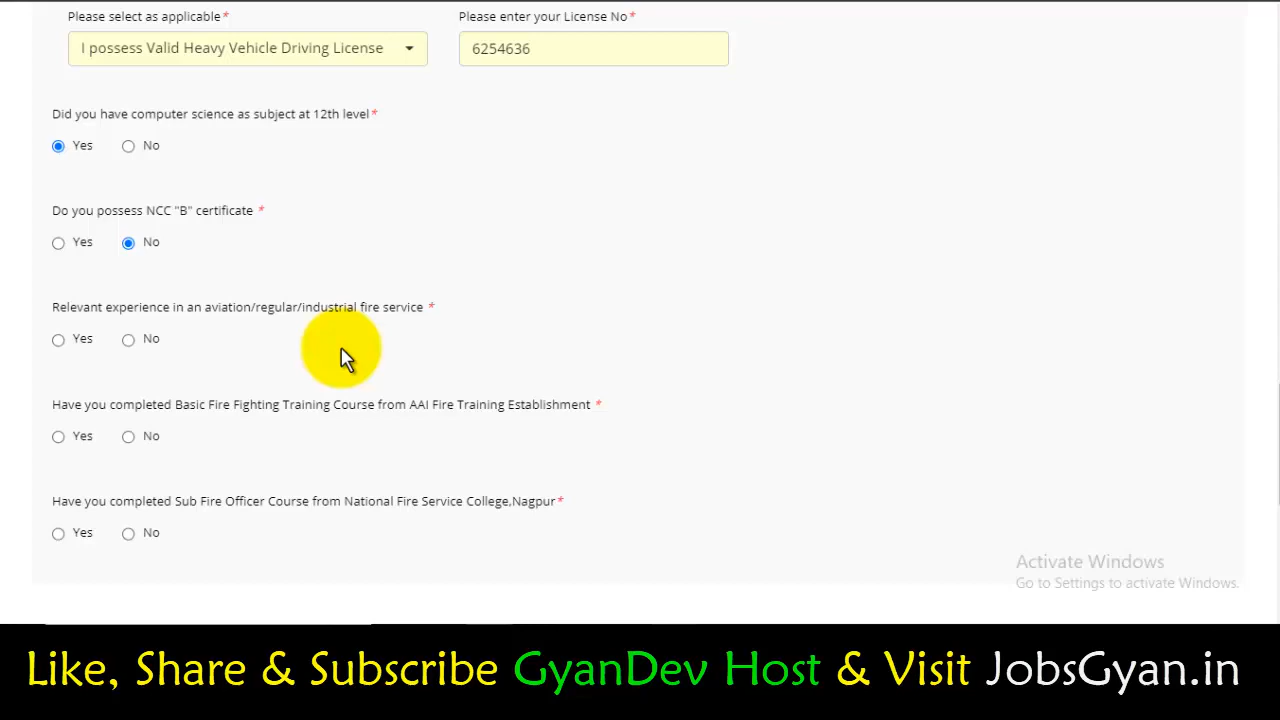 Please select as applicable* Please enter your License No*
I possess Valid Heavy Vehicle Driving License 6254636
Did you have computer science as subject at 12th level*
Yes No
Do you possess NCC "B" certificate *
Yes No
Relevant experience in an aviation/regular/industrial fire service *
Yes No
Have you completed Basic Fire Fighting Training Course from AAI Fire Training Establishment *
Yes No
Have you completed Sub Fire Officer Course from National Fire Service College,Nagpur*
Yes No
Activate Windows
Go to Settings to activate Windows.
Like, Share & Subscribe GyanDev Host & Visit JobsGyan.in